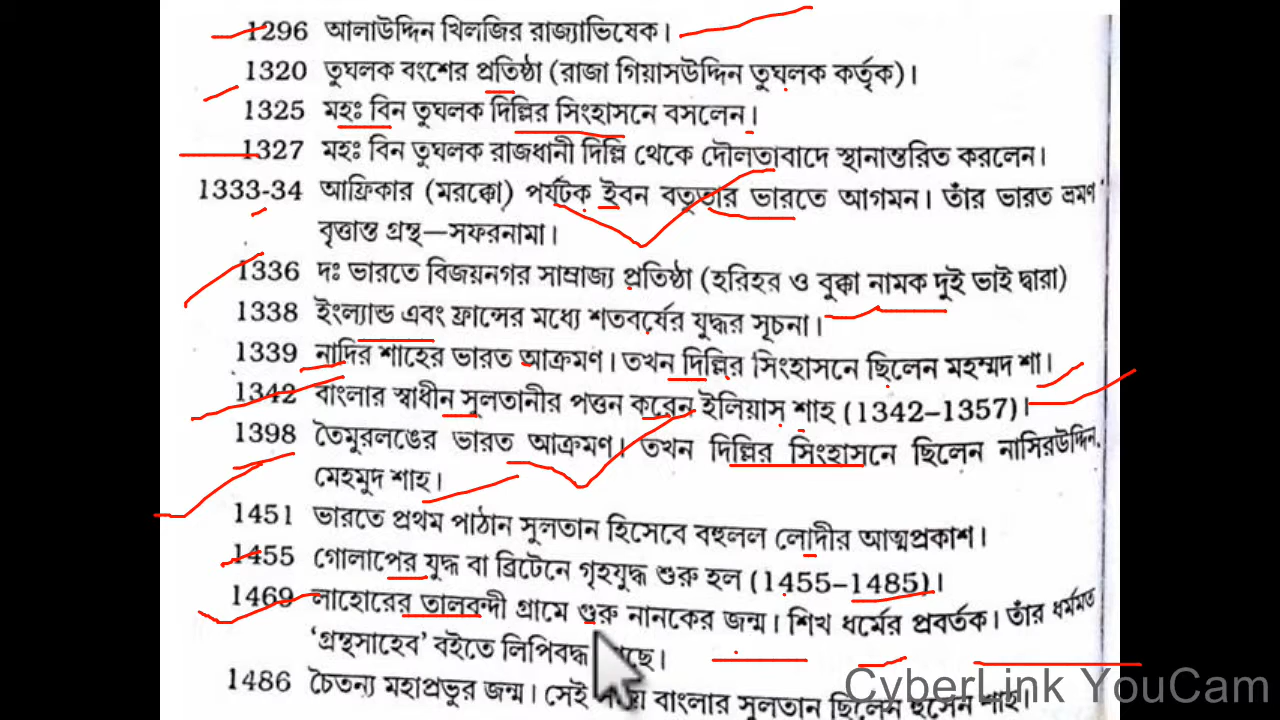 1296 আলাউদ্দিন খিলজির রাজ্যাভিষেক।
1320 তুঘলক বংশের প্রতিষ্ঠা (রাজা গিয়াসউদ্দিন তুঘলক কর্তৃক)।
1325 মহঃ বিন তুঘলক দিল্লির সিংহাসনে বসলেন।
1327 মহঃ বিন তুঘলক রাজধানী দিল্লি থেকে দৌলতাবাদে স্থানান্তরিত করলেন।
1333-34 আফ্রিকার (মরক্কো) পর্যটক ইবন বতুতার ভারতে আগমন। তাঁর ভারত ভ্রমণ
বৃত্তান্ত গ্রন্থ—সফরনামা।
1336 দঃ ভারতে বিজয়নগর সাম্রাজ্য প্রতিষ্ঠা (হরিহর ও বুক্কা নামক দুই ভাই দ্বারা)
1338 ইংল্যান্ড এবং ফ্রান্সের মধ্যে শতবর্ষের যুদ্ধর সূচনা।
1339 নাদির শাহের ভারত আক্রমণ। তখন দিল্লির সিংহাসনে ছিলেন মহম্মদ শা।
1342 বাংলার স্বাধীন সুলতানীর পত্তন করেন ইলিয়াস শাহ (1342–1357)।
1398 তৈমুরলঙের ভারত আক্রমণ। তখন দিল্লির সিংহাসনে ছিলেন নাসিরউদ্দিন
মেহমুদ শাহ।
1451 ভারতে প্রথম পাঠান সুলতান হিসেবে বহুলল লোদীর আত্মপ্রকাশ।
1455 গোলাপের যুদ্ধ বা ব্রিটেনে গৃহযুদ্ধ শুরু হল (1455–1485)।
1469 লাহোরের তালবন্দী গ্রামে গুরু নানকের জন্ম। শিখ ধর্মের প্রবর্তক। তাঁর ধর্মমত
‘গ্রন্থসাহেব’ বইতে লিপিবদ্ধ
1486 চৈতন্য মহাপ্রভুর জন্ম। সেই বাংলার সুলতান ছিলেন হুসেন শাহ।
CyberLink YouCam